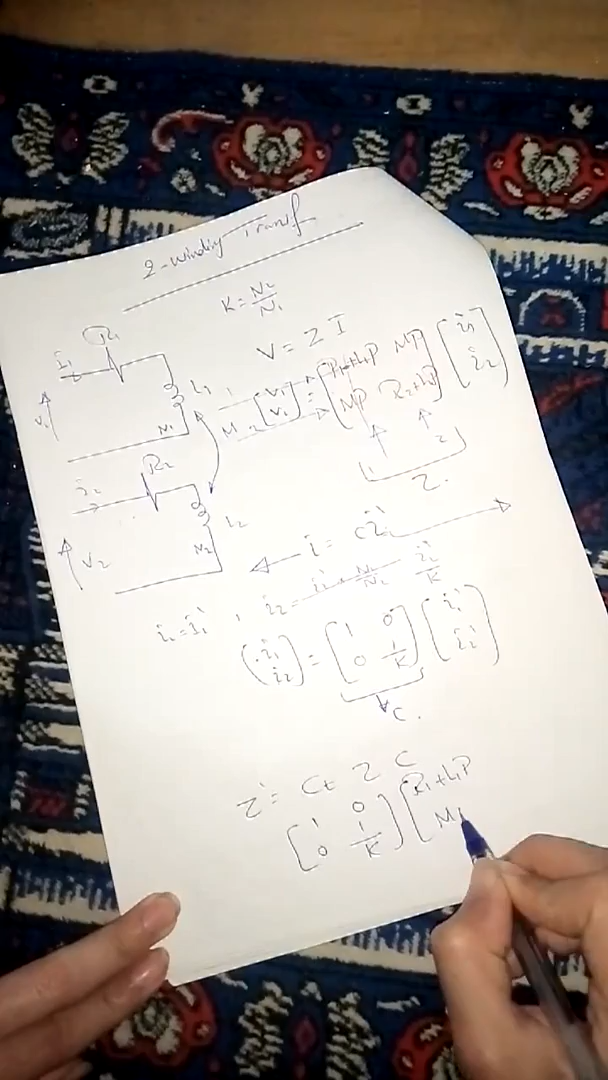 2-winding Transf
K = N2/N1
V = Z I
R1
i1
L1
V1
N1
M
[V1 V2] = [R1+L1P MP
MP R2+L2P] [i1
i2]
1 2
Z
R2
i2
L2
N2
V2
i = c i`
i1 = i1` , i2 = i2` * N1/N2 i2`/K
(i1
i2) = [1 0
0 1/K] [i1`
i2`]
C.
Z` = Ct Z C
[1 0
0 1/K] [R1+L1P
M